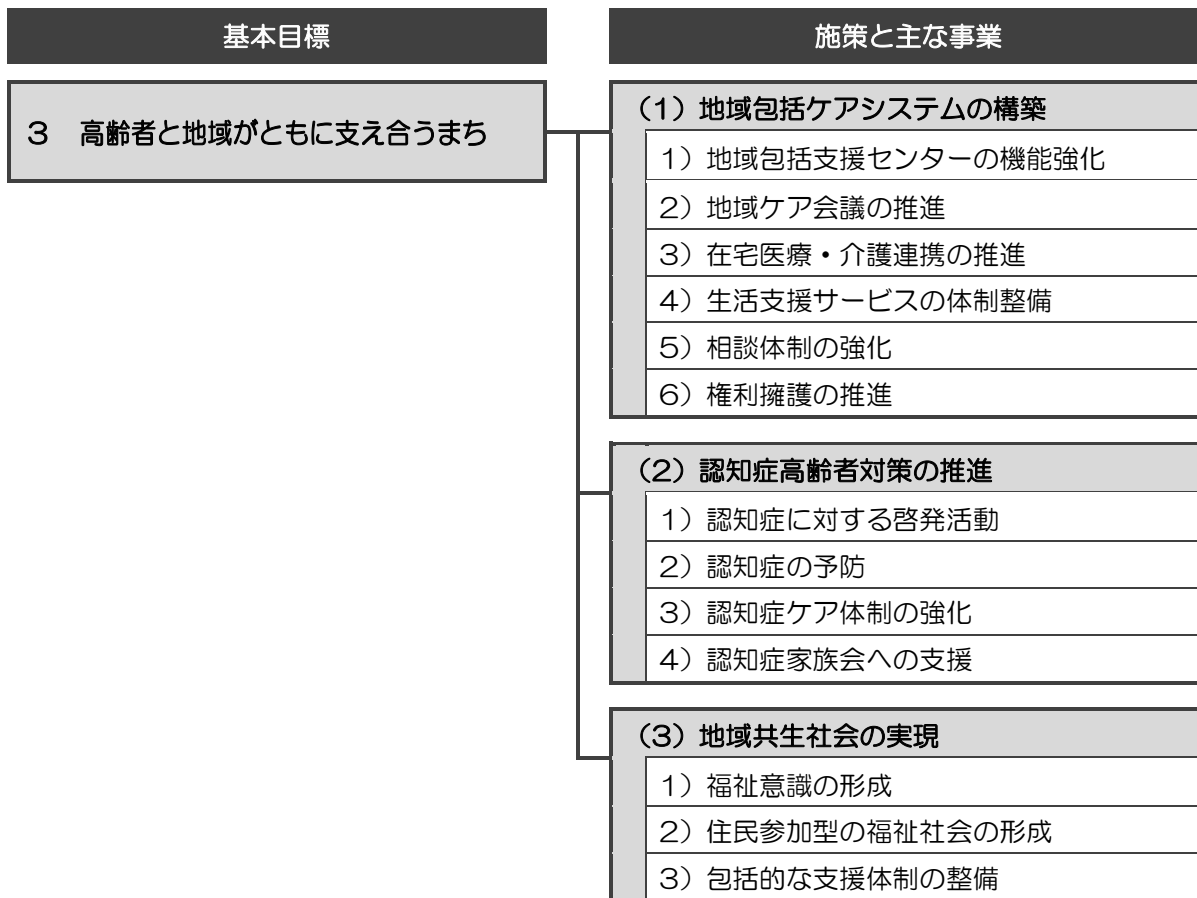 基本目標
施策と主な事業
3 高齢者と地域がともに支え合うまち
(1)地域包括ケアシステムの構築
1)地域包括支援センターの機能強化
2)地域ケア会議の推進
3)在宅医療・介護連携の推進
4)生活支援サービスの体制整備
5)相談体制の強化
6)権利擁護の推進
(2)認知症高齢者対策の推進
1)認知症に対する啓発活動
2)認知症の予防
3)認知症ケア体制の強化
4)認知症家族会への支援
(3)地域共生社会の実現
1)福祉意識の形成
2)住民参加型の福祉社会の形成
3)包括的な支援体制の整備